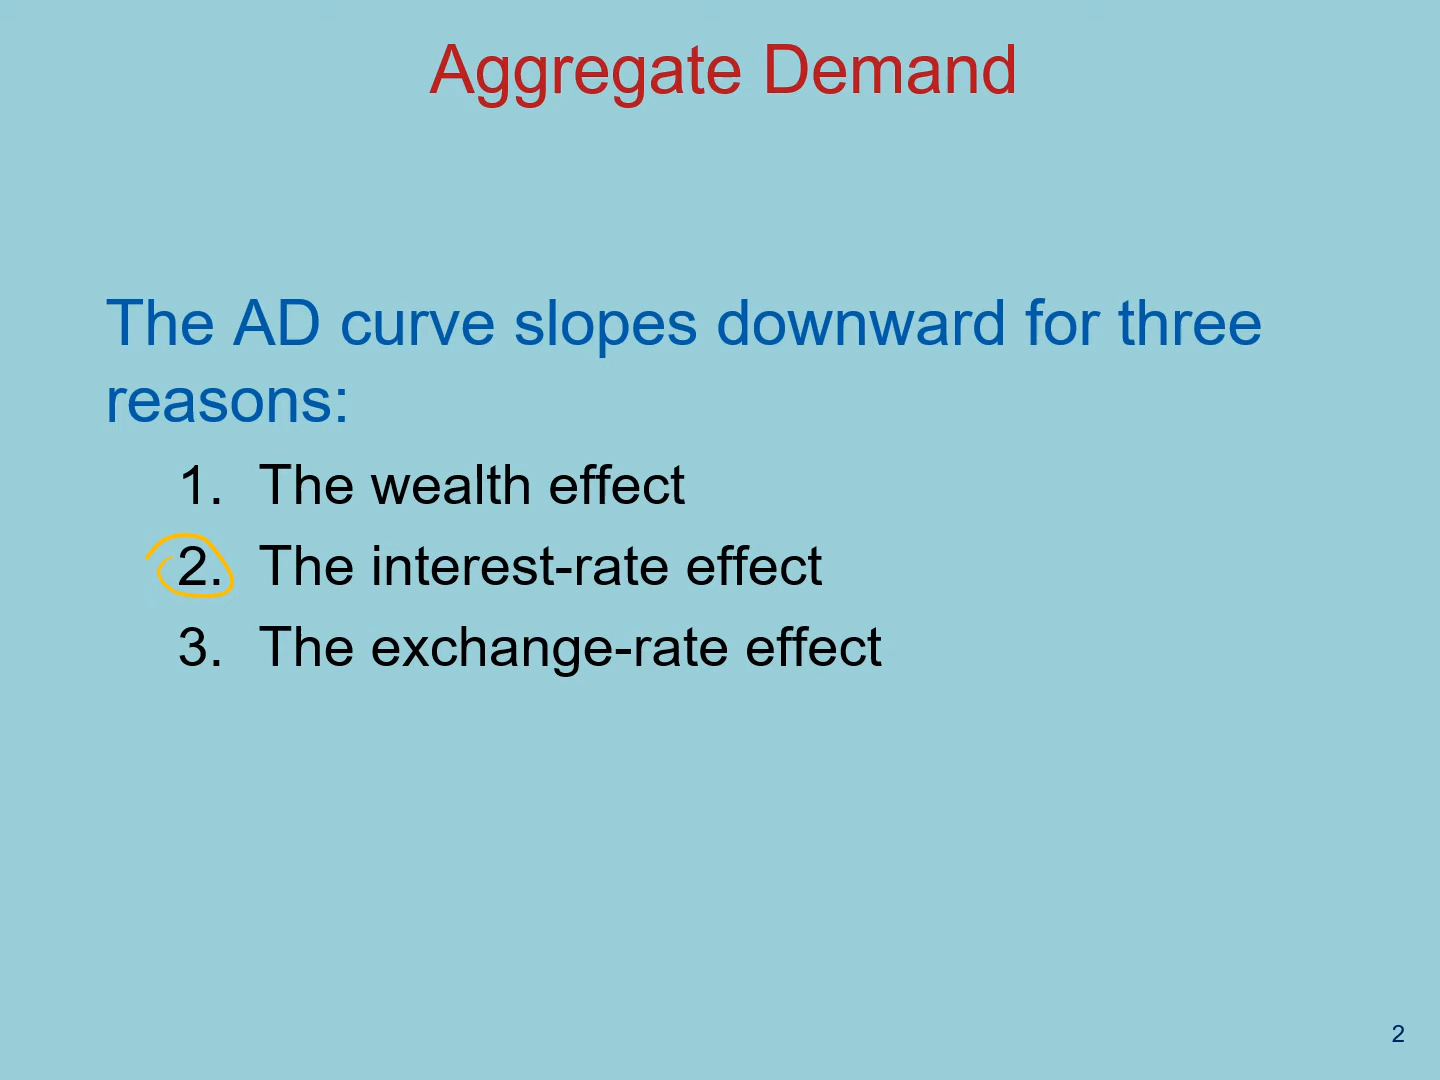 Aggregate Demand
The AD curve slopes downward for three
reasons:
1. The wealth effect
2. The interest-rate effect
3. The exchange-rate effect
2